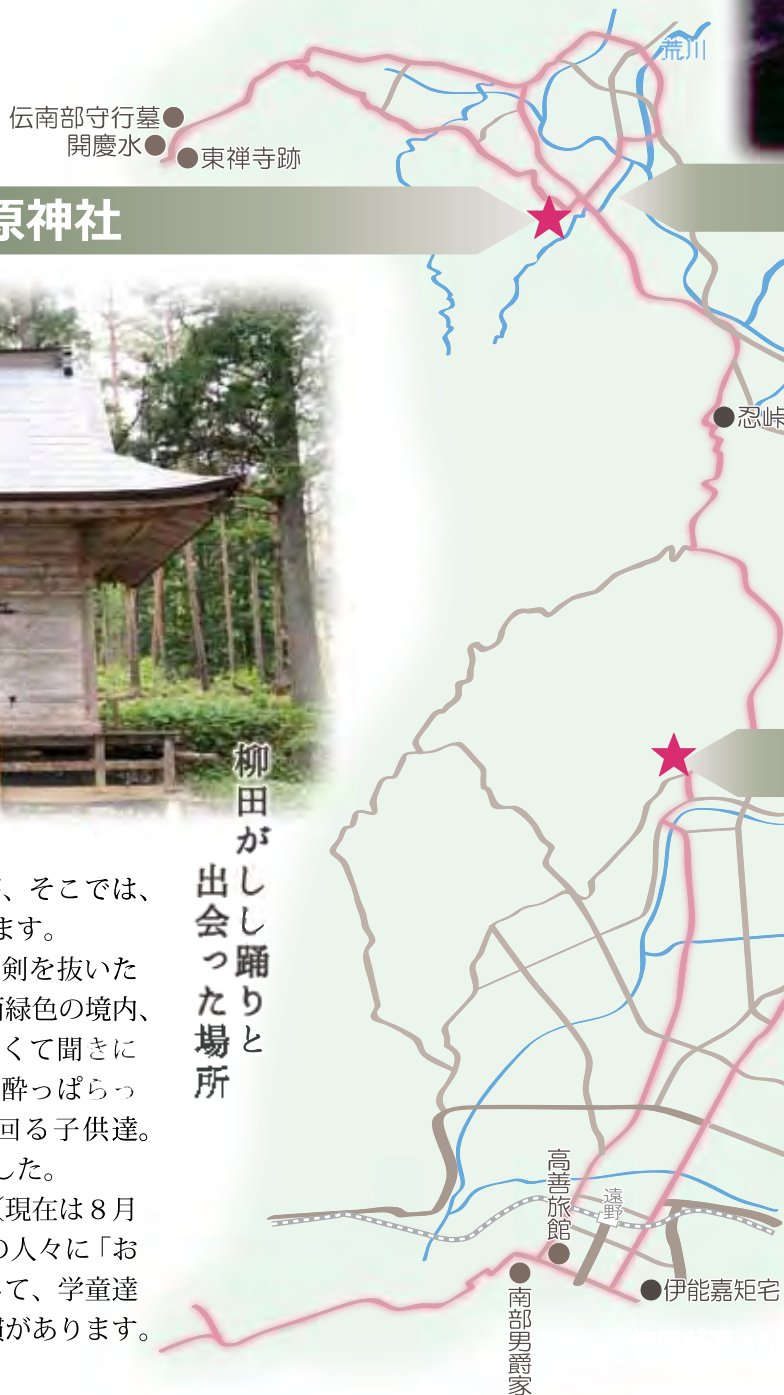 荒川
伝南部守行墓
開慶水
東禅寺跡
原神社
忍峠
柳田がしし踊りと
出会った場所
、そこでは、
ます。
剣を抜いた
緑色の境内、
くて聞きに
酔っぱらっ
回る子供達。
した。
(現在は８月
の人々に「お
て、学童達
があります。
高善旅館
遠野
伊能嘉矩宅
南部男爵家